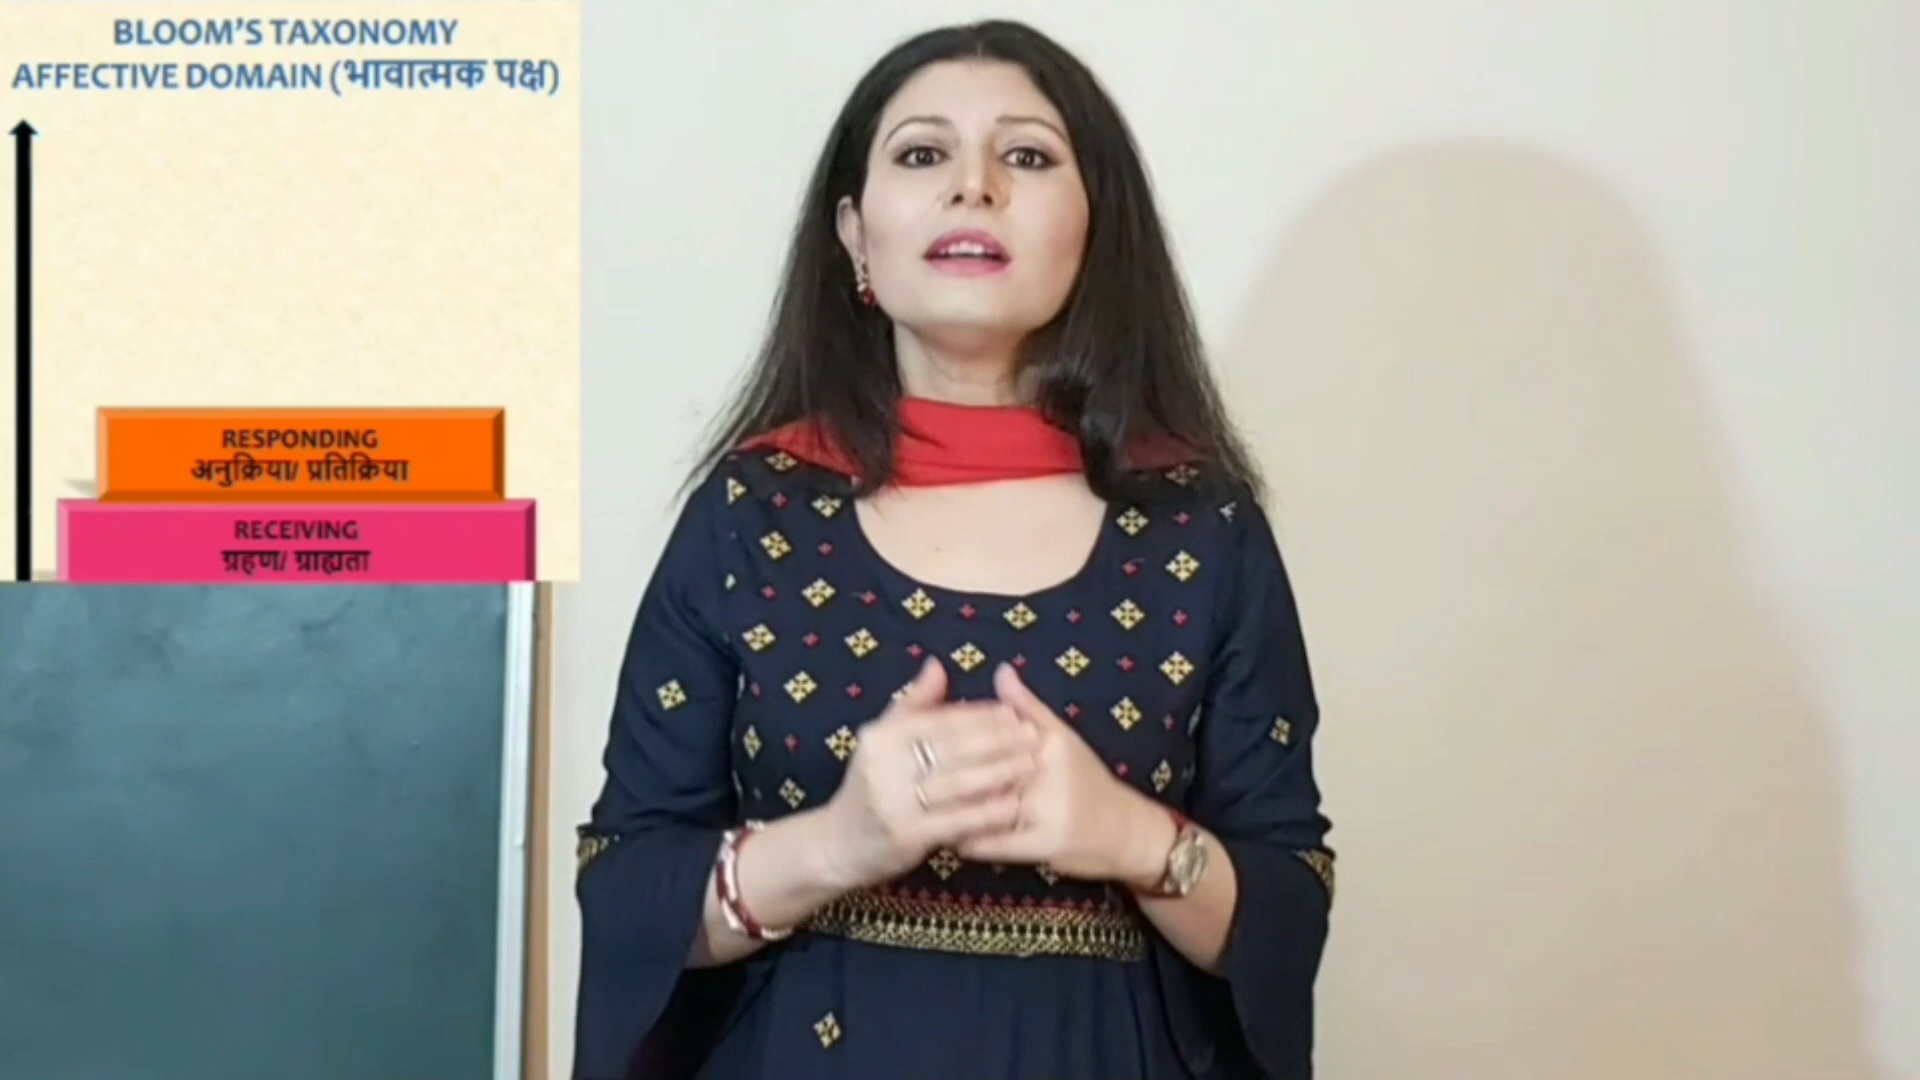 BLOOM'S TAXONOMY
AFFECTIVE DOMAIN (भावात्मक पक्ष)
RESPONDING
अनुक्रिया/ प्रतिक्रिया
RECEIVING
ग्रहण/ ग्राह्यता